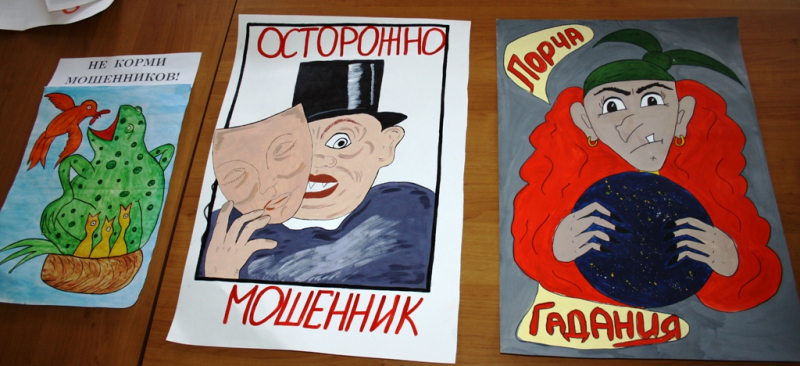 НЕ КОРМИ
МОШЕННИКОВ!
ОСТОРОЖНО
МОШЕННИК
ПОРЧА
ГАДАНИЯ